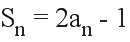 Sₙ = 2aₙ - 1